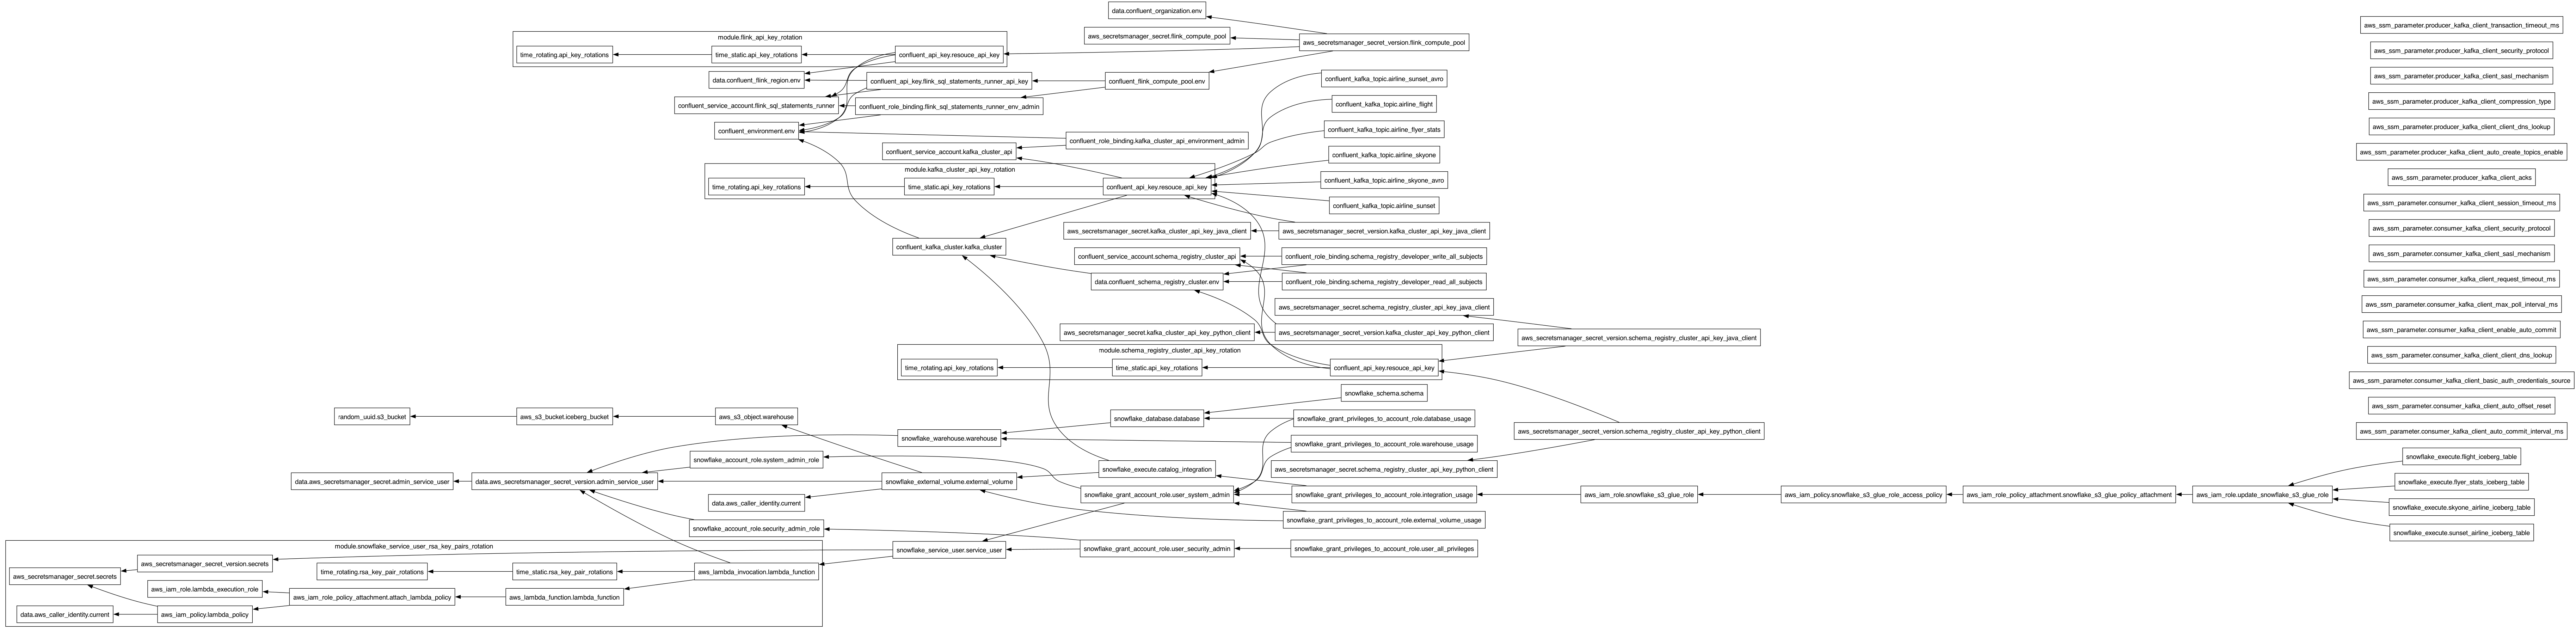 data.confluent_organization.env
aws_ssm_parameter.producer_kafka_client_transaction_timeout_ms
aws_secretsmanager_secret.flink_compute_pool
module.flink_api_key_rotation
aws_secretsmanager_secret_version.flink_compute_pool
aws_ssm_parameter.producer_kafka_client_security_protocol
time_rotating.api_key_rotations
time_static.api_key_rotations
confluent_api_key.resouce_api_key
data.confluent_flink_region.env
confluent_api_key.flink_sql_statements_runner_api_key
confluent_flink_compute_pool.env
confluent_kafka_topic.airline_sunset_avro
aws_ssm_parameter.producer_kafka_client_sasl_mechanism
confluent_service_account.flink_sql_statements_runner
confluent_role_binding.flink_sql_statements_runner_env_admin
confluent_kafka_topic.airline_flight
aws_ssm_parameter.producer_kafka_client_compression_type
confluent_environment.env
confluent_kafka_topic.airline_flyer_stats
aws_ssm_parameter.producer_kafka_client_client_dns_lookup
confluent_role_binding.kafka_cluster_api_environment_admin
confluent_service_account.kafka_cluster_api
confluent_kafka_topic.airline_skyone
aws_ssm_parameter.producer_kafka_client_auto_create_topics_enable
module.kafka_cluster_api_key_rotation
time_rotating.api_key_rotations
time_static.api_key_rotations
confluent_api_key.resouce_api_key
confluent_kafka_topic.airline_skyone_avro
aws_ssm_parameter.producer_kafka_client_acks
confluent_kafka_topic.airline_sunset
aws_ssm_parameter.consumer_kafka_client_session_timeout_ms
aws_secretsmanager_secret.kafka_cluster_api_key_java_client
aws_secretsmanager_secret_version.kafka_cluster_api_key_java_client
aws_ssm_parameter.consumer_kafka_client_security_protocol
confluent_kafka_cluster.kafka_cluster
confluent_service_account.schema_registry_cluster_api
confluent_role_binding.schema_registry_developer_write_all_subjects
aws_ssm_parameter.consumer_kafka_client_sasl_mechanism
data.confluent_schema_registry_cluster.env
confluent_role_binding.schema_registry_developer_read_all_subjects
aws_ssm_parameter.consumer_kafka_client_request_timeout_ms
aws_secretsmanager_secret.schema_registry_cluster_api_key_java_client
aws_ssm_parameter.consumer_kafka_client_max_poll_interval_ms
aws_secretsmanager_secret.kafka_cluster_api_key_python_client
aws_secretsmanager_secret_version.kafka_cluster_api_key_python_client
aws_secretsmanager_secret_version.schema_registry_cluster_api_key_java_client
aws_ssm_parameter.consumer_kafka_client_enable_auto_commit
module.schema_registry_cluster_api_key_rotation
time_rotating.api_key_rotations
time_static.api_key_rotations
confluent_api_key.resouce_api_key
aws_ssm_parameter.consumer_kafka_client_client_dns_lookup
aws_ssm_parameter.consumer_kafka_client_basic_auth_credentials_source
snowflake_schema.schema
aws_ssm_parameter.consumer_kafka_client_auto_offset_reset
random_uuid.s3_bucket
aws_s3_bucket.iceberg_bucket
aws_s3_object.warehouse
snowflake_database.database
snowflake_grant_privileges_to_account_role.database_usage
aws_secretsmanager_secret_version.schema_registry_cluster_api_key_python_client
aws_ssm_parameter.consumer_kafka_client_auto_commit_interval_ms
snowflake_warehouse.warehouse
snowflake_grant_privileges_to_account_role.warehouse_usage
snowflake_account_role.system_admin_role
snowflake_execute.catalog_integration
aws_secretsmanager_secret.schema_registry_cluster_api_key_python_client
snowflake_execute.flight_iceberg_table
data.aws_secretsmanager_secret.admin_service_user
data.aws_secretsmanager_secret_version.admin_service_user
snowflake_external_volume.external_volume
snowflake_execute.flyer_stats_iceberg_table
data.aws_caller_identity.current
snowflake_grant_account_role.user_system_admin
snowflake_grant_privileges_to_account_role.integration_usage
aws_iam_role.snowflake_s3_glue_role
aws_iam_policy.snowflake_s3_glue_role_access_policy
aws_iam_role_policy_attachment.snowflake_s3_glue_policy_attachment
aws_iam_role.update_snowflake_s3_glue_role
snowflake_execute.skyone_airline_iceberg_table
snowflake_account_role.security_admin_role
snowflake_grant_privileges_to_account_role.external_volume_usage
snowflake_execute.sunset_airline_iceberg_table
module.snowflake_service_user_rsa_key_pairs_rotation
snowflake_service_user.service_user
snowflake_grant_account_role.user_security_admin
snowflake_grant_privileges_to_account_role.user_all_privileges
aws_secretsmanager_secret_version.secrets
aws_secretsmanager_secret.secrets
time_rotating.rsa_key_pair_rotations
time_static.rsa_key_pair_rotations
aws_lambda_invocation.lambda_function
aws_iam_role.lambda_execution_role
aws_iam_role_policy_attachment.attach_lambda_policy
aws_lambda_function.lambda_function
data.aws_caller_identity.current
aws_iam_policy.lambda_policy